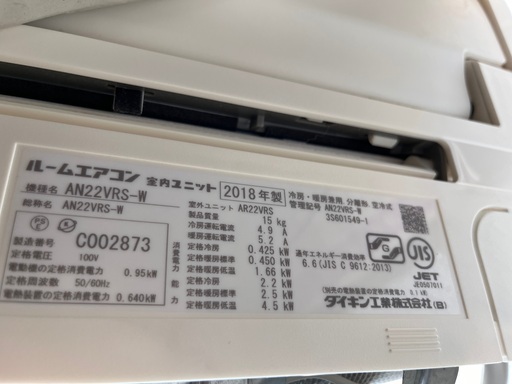 ルームエアコン 室内ユニット 2018年製
機種名 AN22VRS-W
総称名 AN22VRS-W
製造番号 C002873
定格電圧 100V
電動機の定格消費電力 0.95kW
定格周波数 50/60Hz
電熱装置の定格消費電力 0.640kW
室外ユニット AR22VRS
製品質量 15 kg
冷房運転電流 4.9 A
暖房運転電流 5.2 A
消費電力
定格冷房 0.425 kW
定格暖房標準 0.450 kW
定格暖房低温 1.66 kW
能力
定格冷房 2.2 kW
定格暖房標準 2.5 kW
定格暖房低温 4.5 kW
冷房・暖房兼用, 分離形 空冷式
管理記号 AN22VRS-W
3S601549-1
通年エネルギー消費効率
6.6 (JIS C 9612:2013)
PS
E
G
JIS
JET
ダイキン工業株式会社(B)